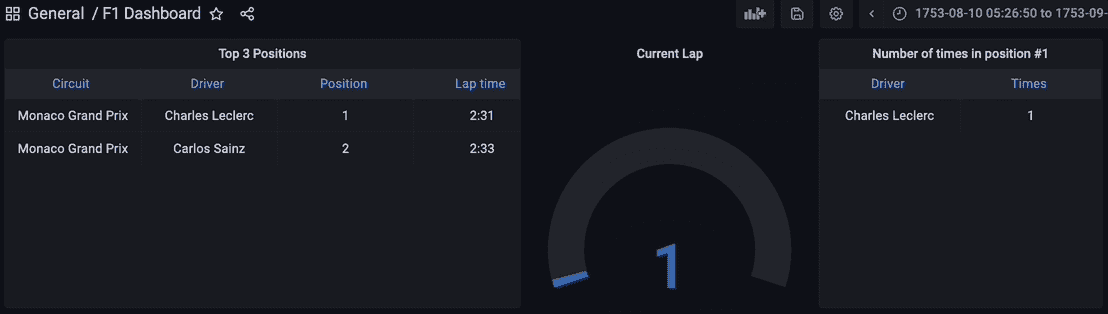 General / F1 Dashboard
1753-08-10 05:26:50 to 1753-09-
Top 3 Positions
Circuit Driver Position Lap time
Monaco Grand Prix Charles Leclerc 1 2:31
Monaco Grand Prix Carlos Sainz 2 2:33
Current Lap
1
Number of times in position #1
Driver Times
Charles Leclerc 1